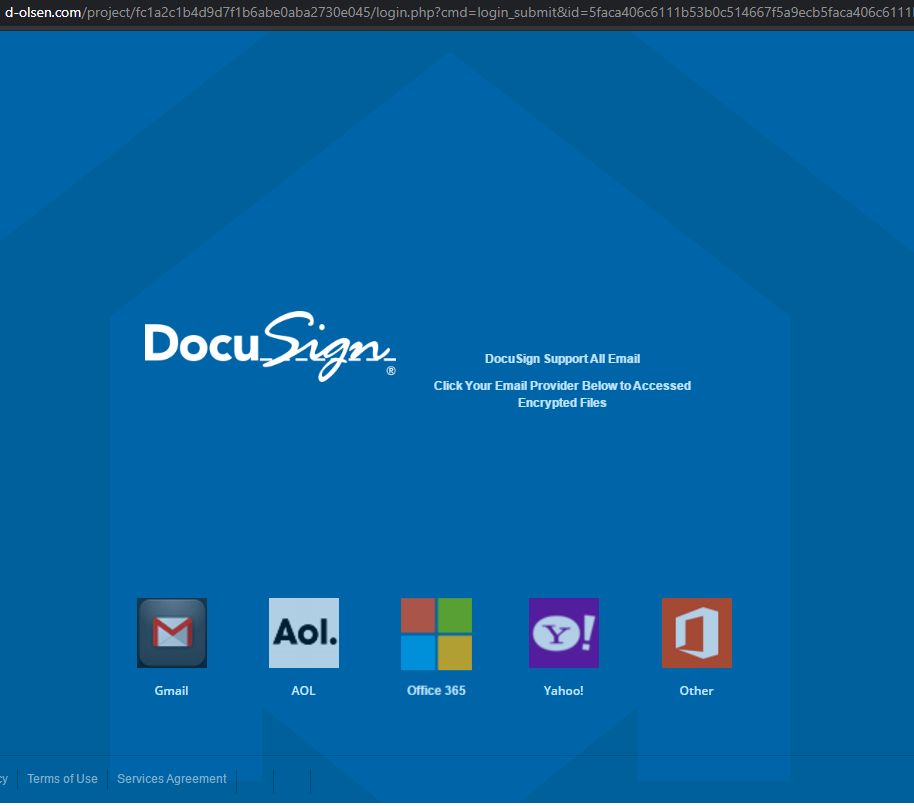 d-olsen.com/project/fc1a2c1b4d9d7f1b6abe0aba2730e045/login.php?cmd=login_submit&id=5faca406c6111b53b0c514667f5a9ecb5faca406c6111
DocuSign®
DocuSign Support All Email
Click Your Email Provider Below to Accessed
Encrypted Files
Aol.
Y!
Gmail
AOL
Office 365
Yahoo!
Other
cy
Terms of Use
Services Agreement